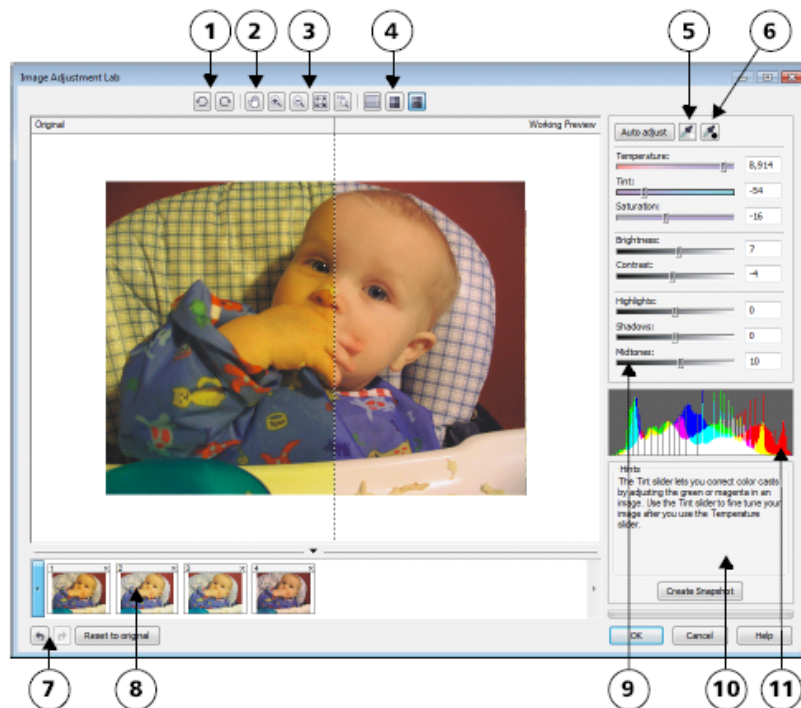 1 2 3 4 5 6
Image Adjustment Lab
Original Working Preview
Auto adjust
Temperature: 8,914
Tint: -54
Saturation: -16
Brightness: 7
Contrast: -4
Highlights: 0
Shadows: 0
Midtones: 10
Hints
The Tint slider lets you correct color casts
by adjusting the green or magenta in an
image. Use the Tint slider to fine tune your
image after you use the Temperature
slider.
1 2 3 4
Create Snapshot
Reset to original
OK Cancel Help
7 8 9 10 11